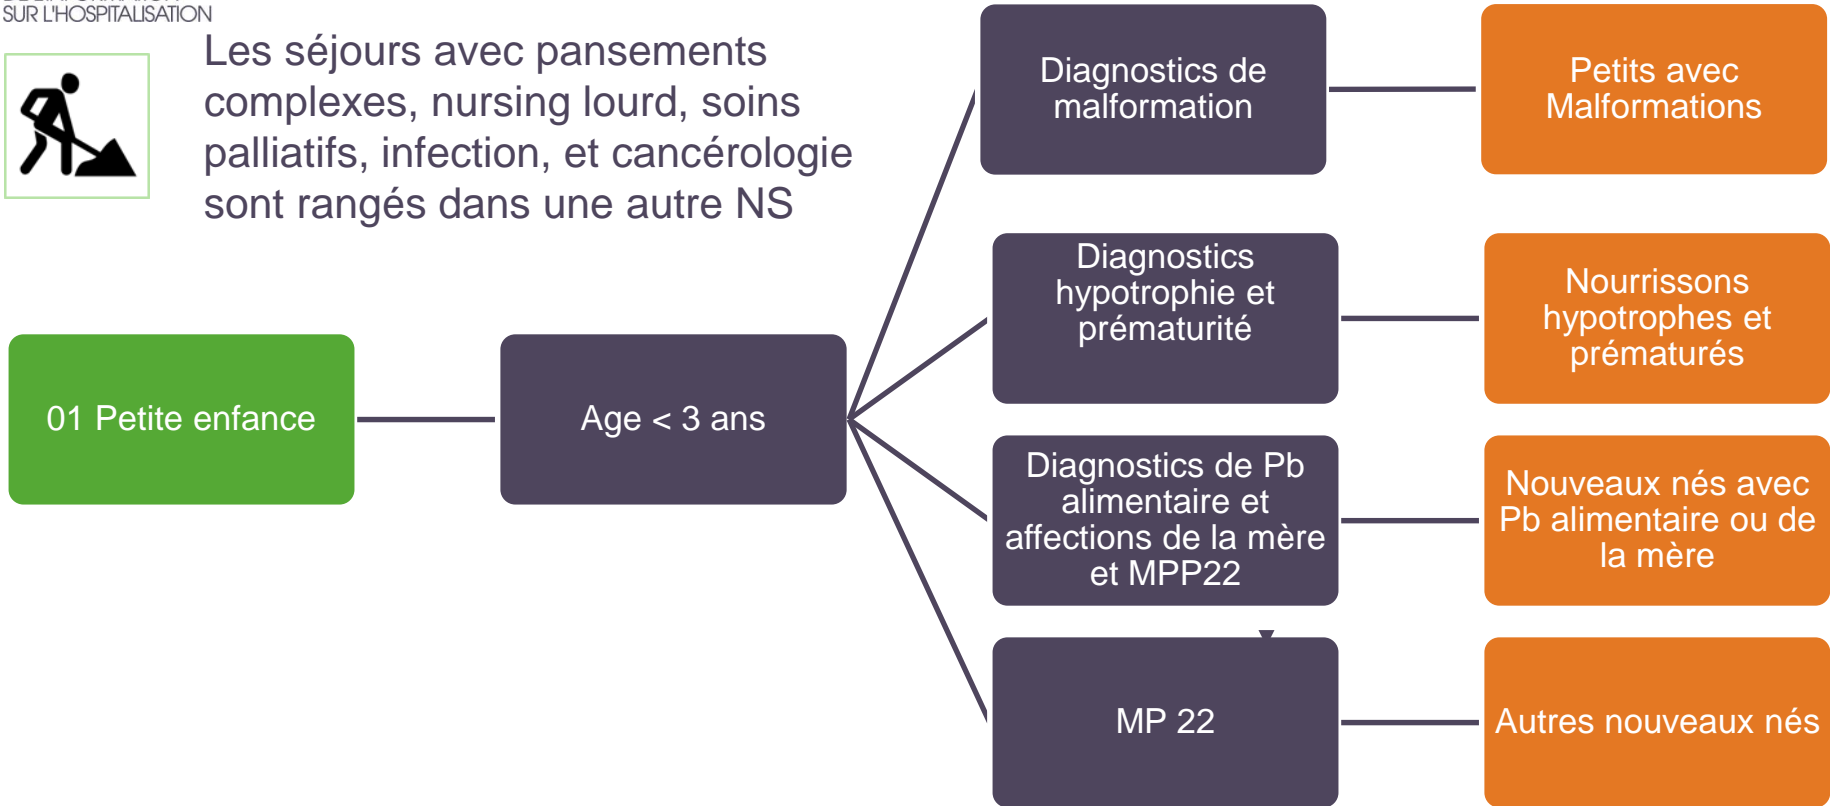 SUR L'HOSPITALISATION
Les séjours avec pansements
complexes, nursing lourd, soins
palliatifs, infection, et cancérologie
sont rangés dans une autre NS
01 Petite enfance
Age < 3 ans
Diagnostics de
malformation
Petits avec
Malformations
Diagnostics
hypotrophie et
prématurité
Nourrissons
hypotrophes et
prématurés
Diagnostics de Pb
alimentaire et
affections de la mère
et MPP22
Nouveaux nés avec
Pb alimentaire ou de
la mère
MP 22
Autres nouveaux nés